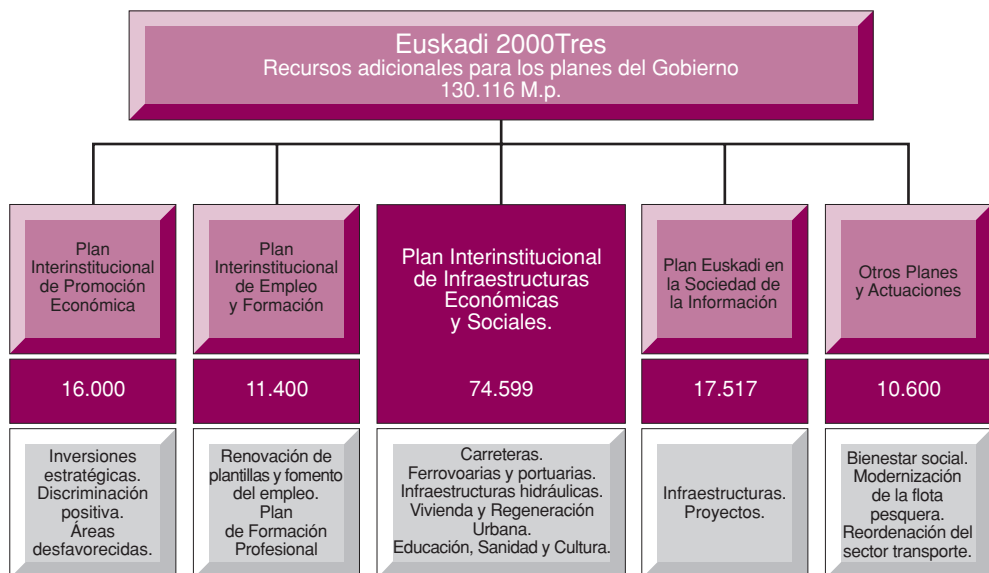 Euskadi 2000Tres
Recursos adicionales para los planes del Gobierno
130.116 M.p.
Plan
Interinstitucional
de Promoción
Económica
16.000
Inversiones
estratégicas.
Discriminación
positiva.
Áreas
desfavorecidas.
Plan
Interinstitucional
de Empleo
y Formación
11.400
Renovación de
plantillas y fomento
del empleo.
Plan
de Formación
Profesional
Plan Interinstitucional
de Infraestructuras
Económicas
y Sociales.
74.599
Carreteras.
Ferrovoarias y portuarias.
Infraestructuras hidráulicas.
Vivienda y Regeneración
Urbana.
Educación, Sanidad y Cultura.
Plan Euskadi en
la Sociedad de
la Información
17.517
Infraestructuras.
Proyectos.
Otros Planes
y Actuaciones
10.600
Bienestar social.
Modernización
de la flota
pesquera.
Reordenación del
sector transporte.